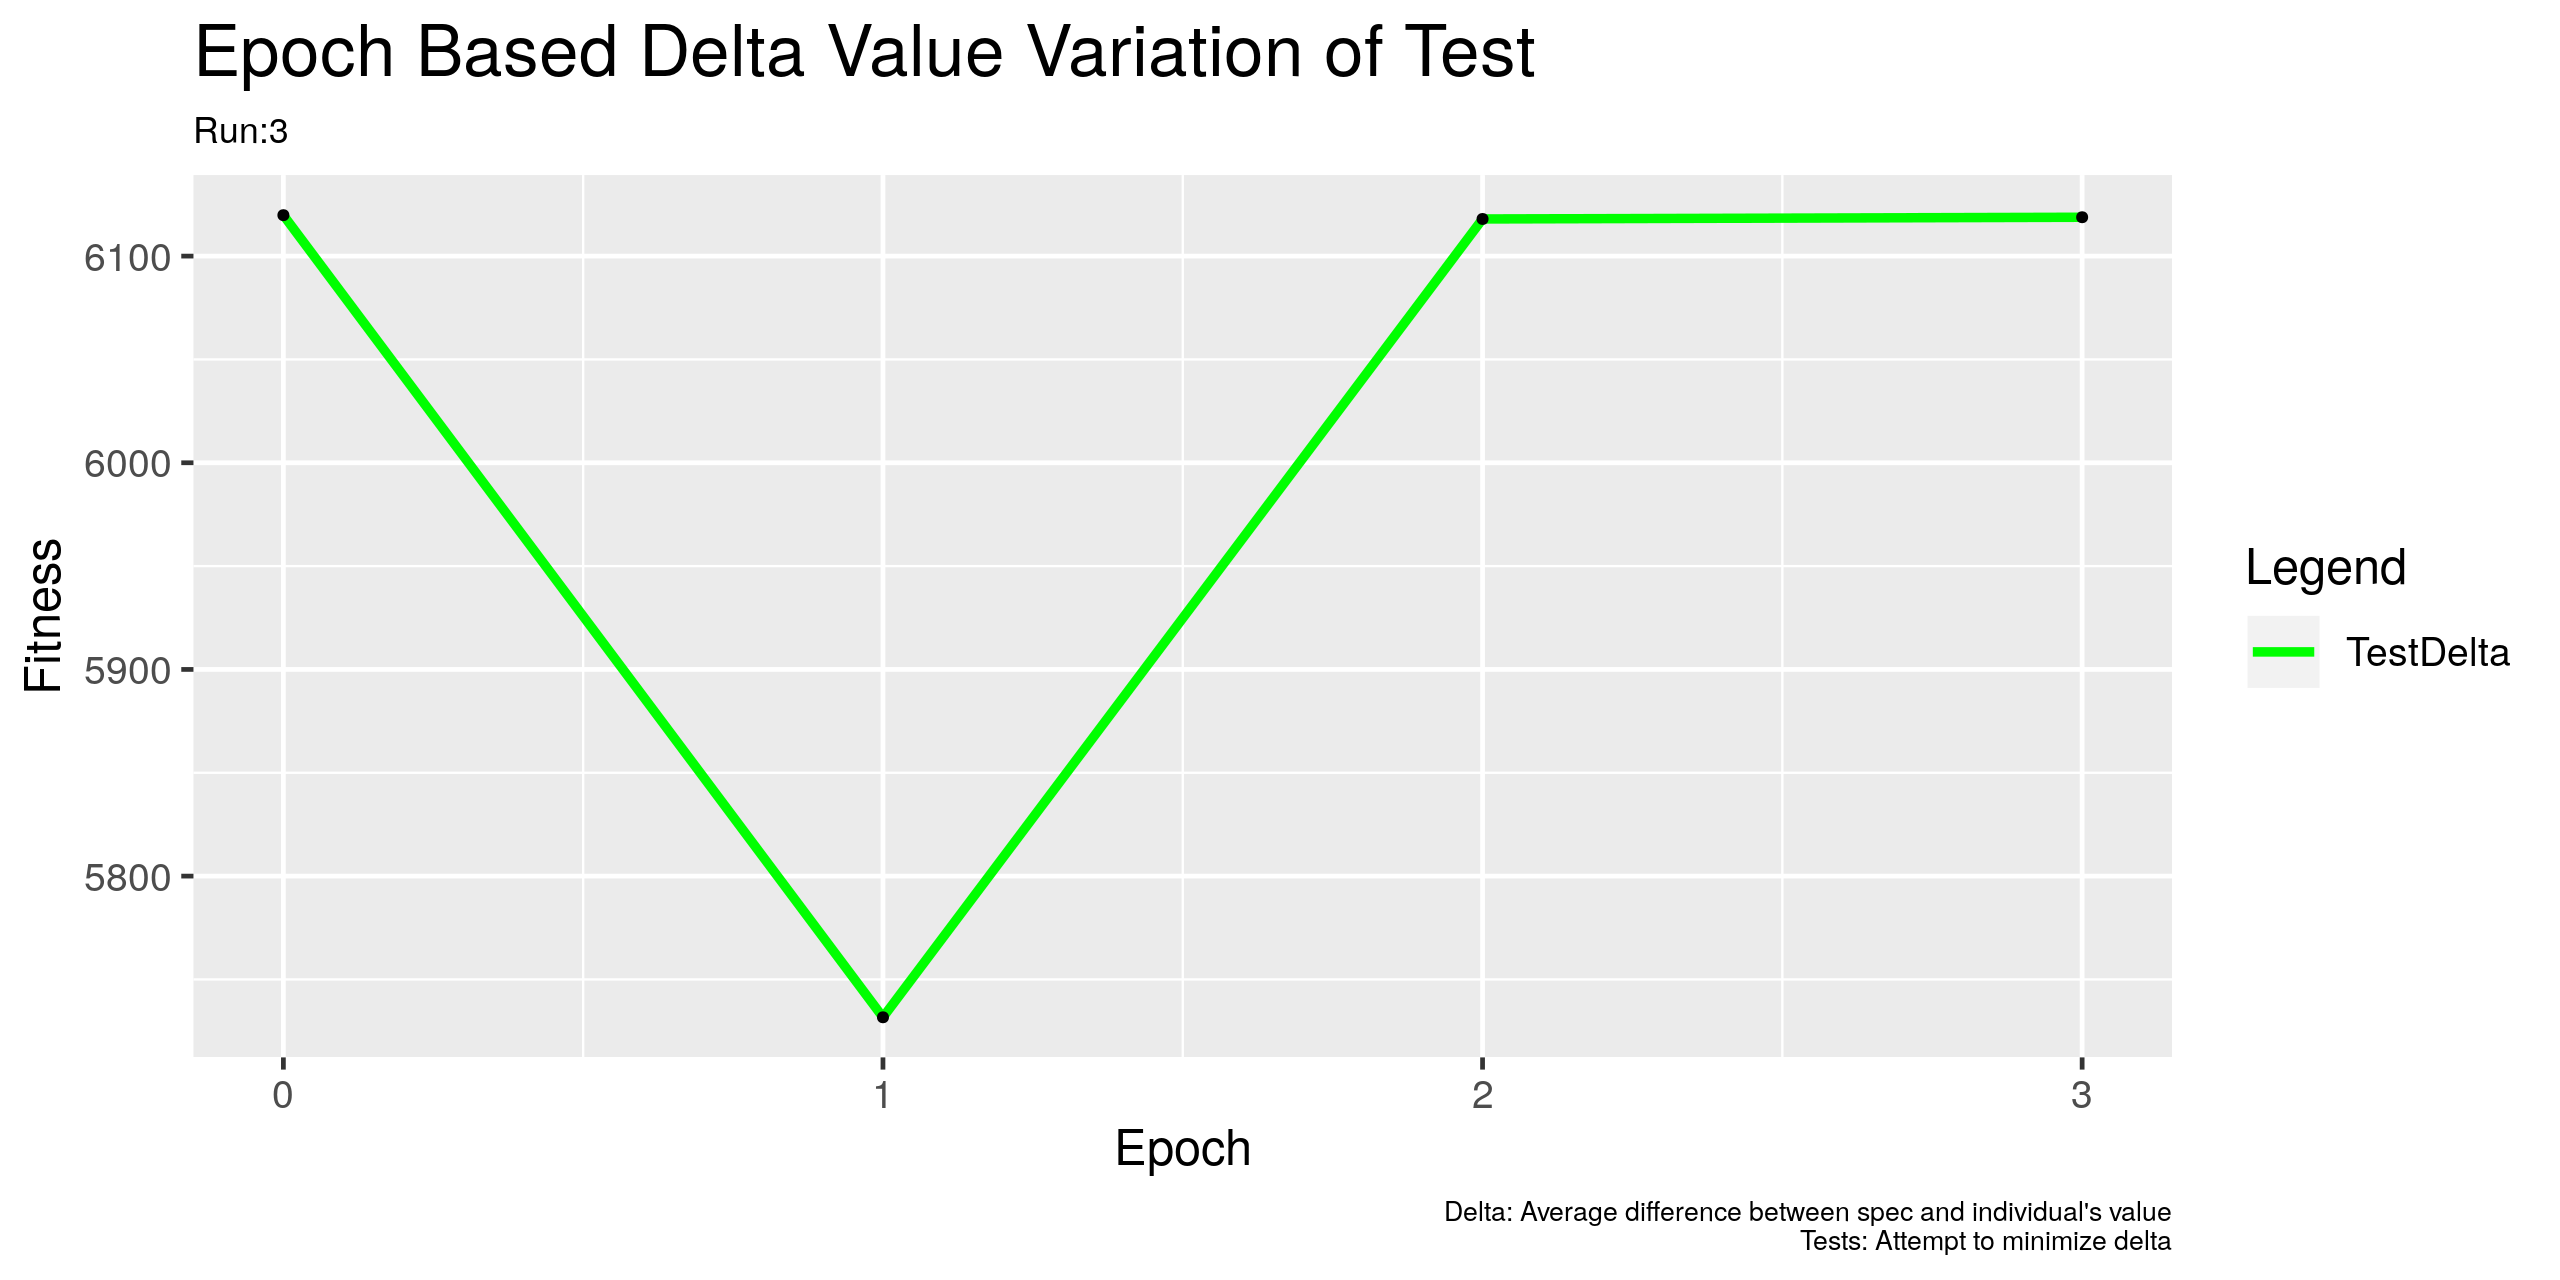 Epoch Based Delta Value Variation of Test
Run:3
6100
6000
5900
5800
Fitness
0 1 2 3
Epoch
Legend
TestDelta
Delta: Average difference between spec and individual's value
Tests: Attempt to minimize delta